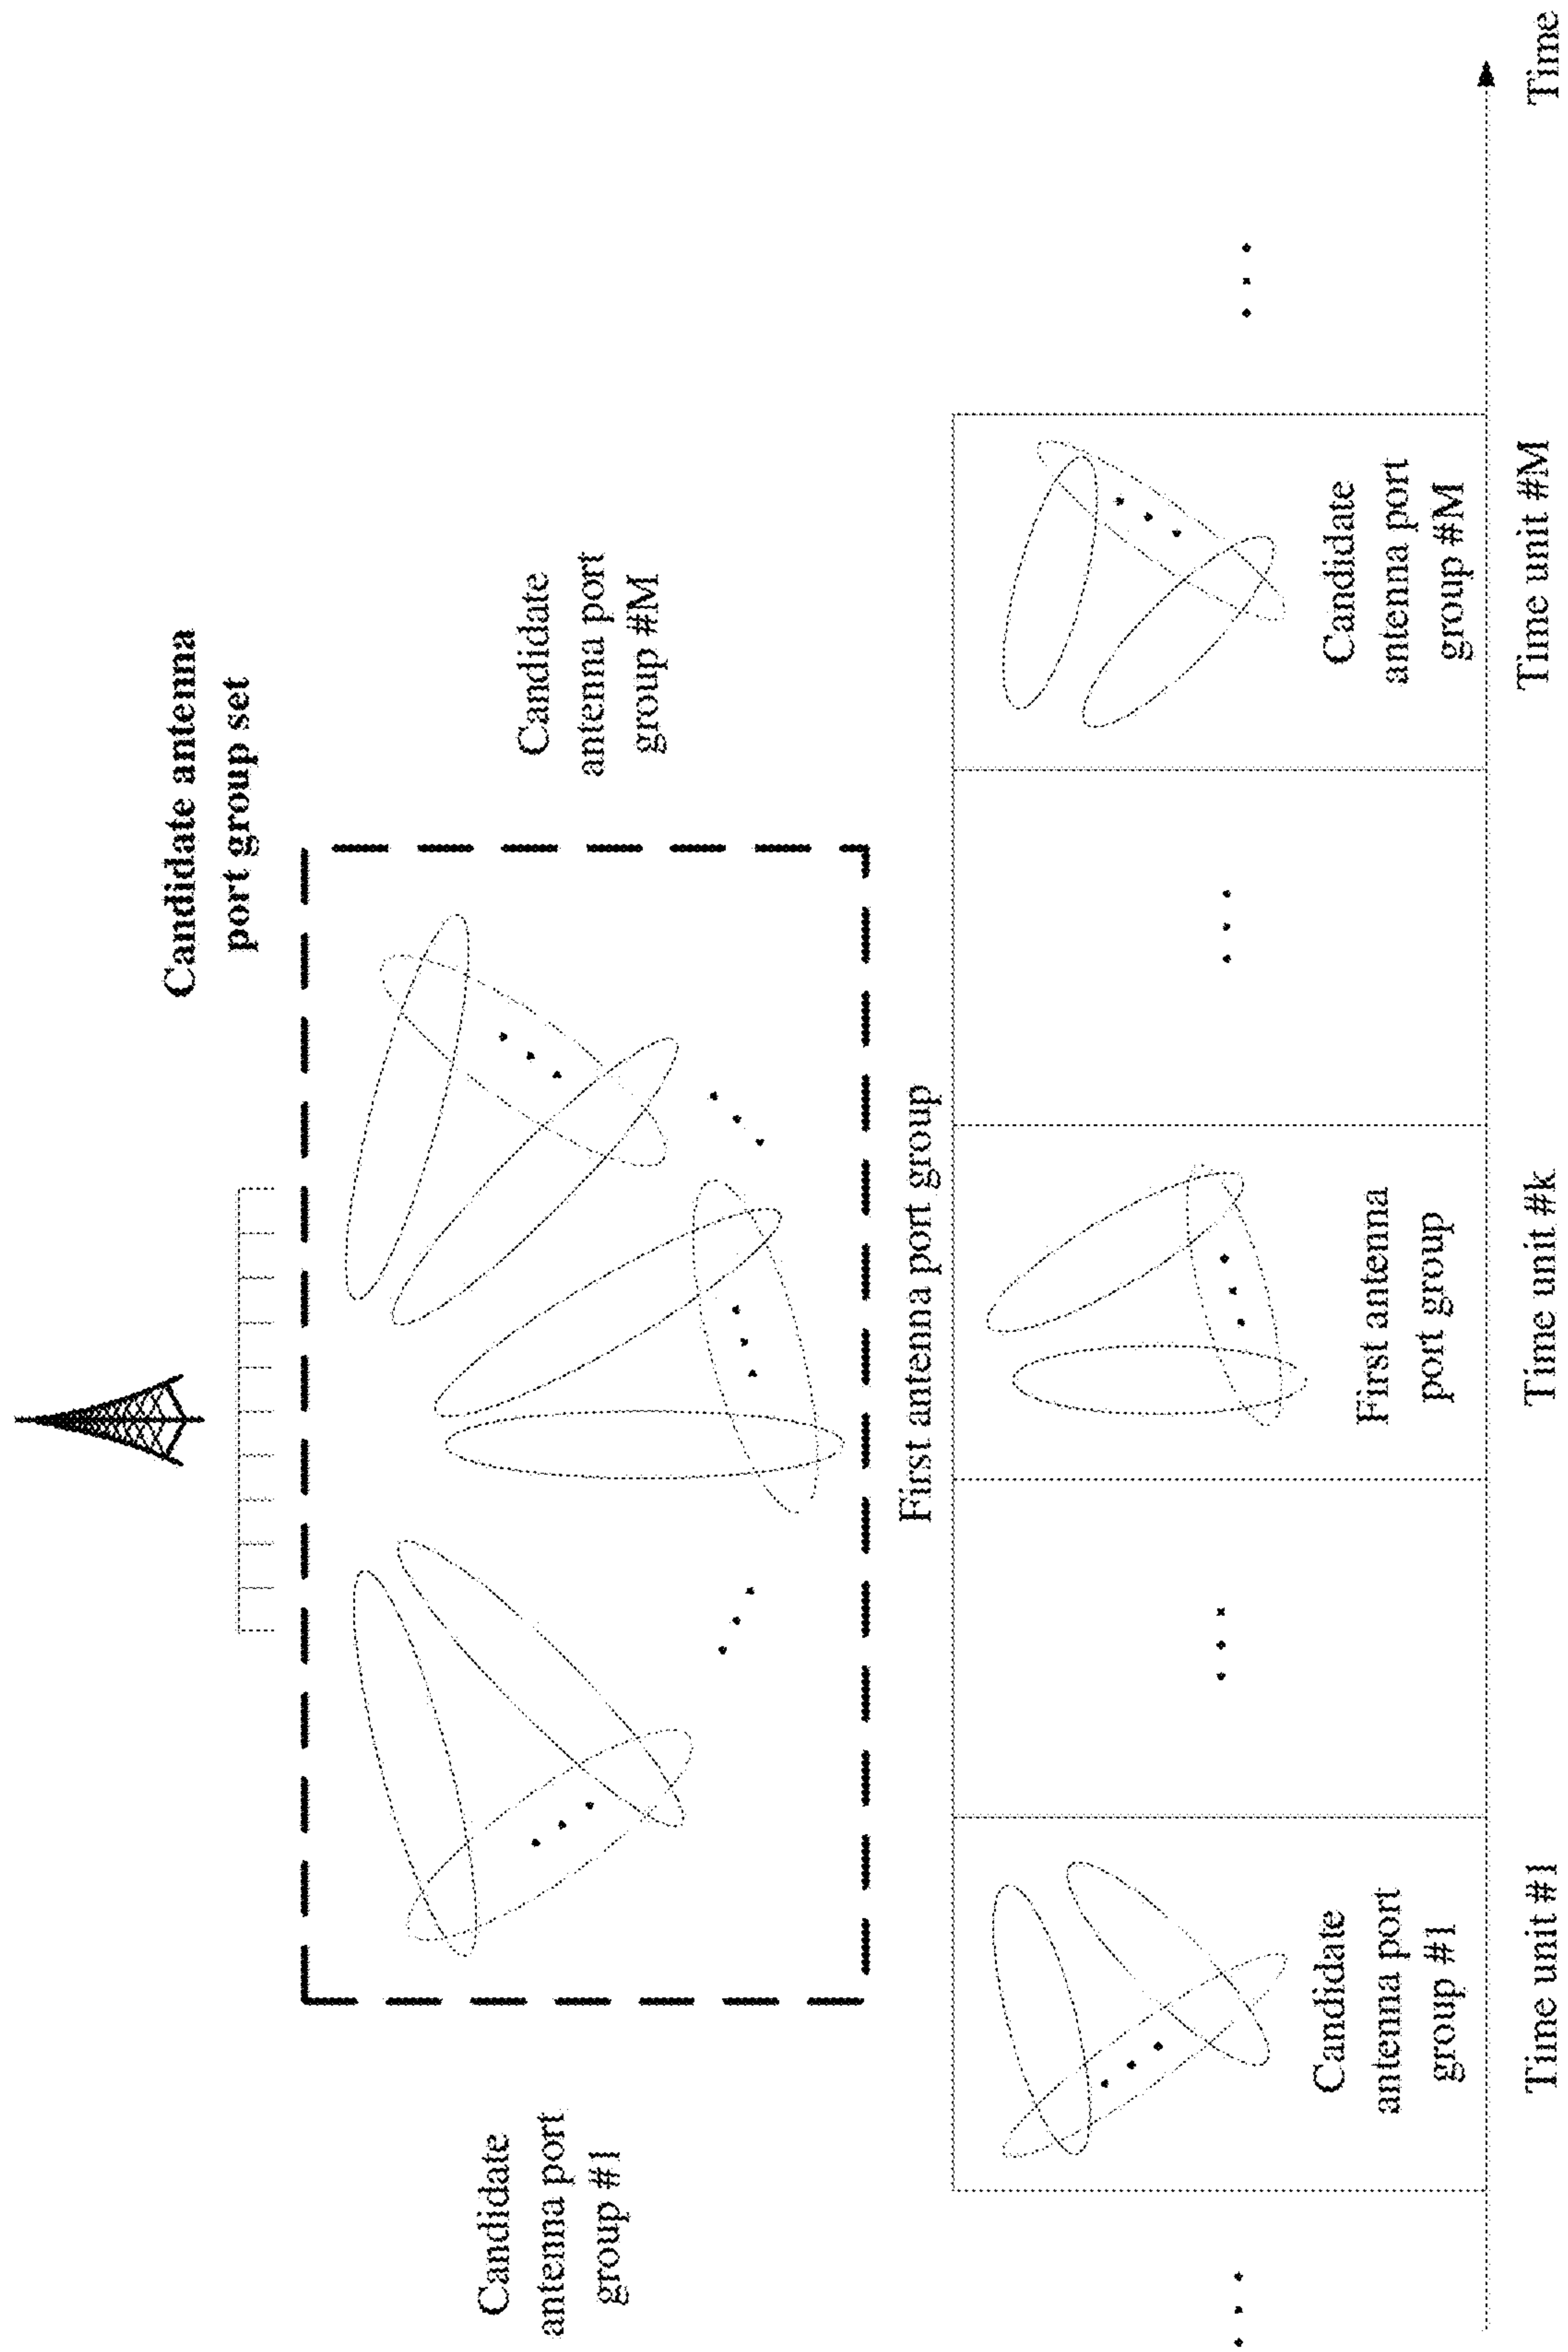 Candidate antenna
port group set
Candidate
antenna port
group #1
Candidate
antenna port
group #M
First antenna port group
Candidate
antenna port
group #1
First antenna
port group
Candidate
antenna port
group #M
Time unit #1
Time unit #k
Time unit #M
Time